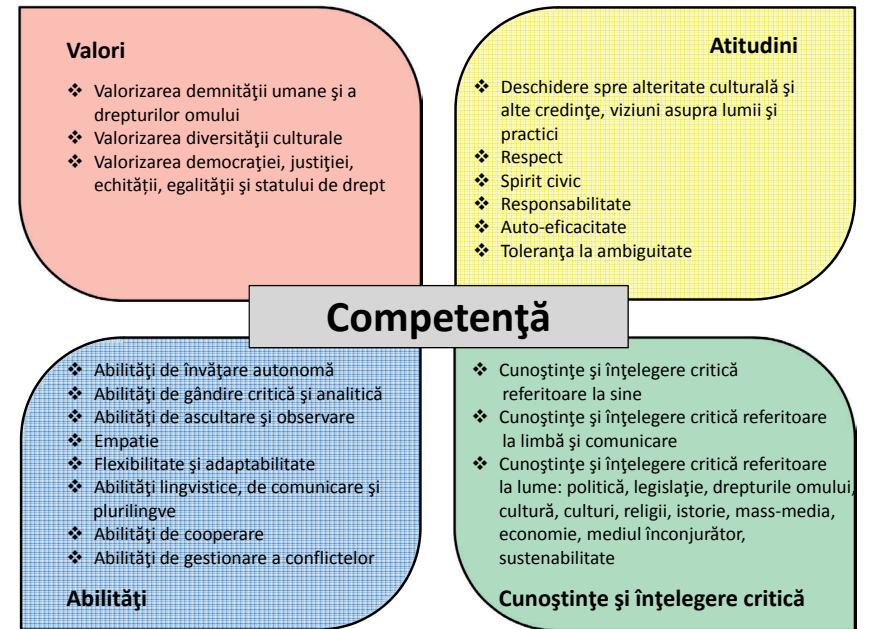 Valori
❖ Valorizarea demnităţii umane şi a
drepturilor omului
❖ Valorizarea diversităţii culturale
❖ Valorizarea democraţiei, justiţiei,
echității, egalităţii şi statului de drept
Atitudini
❖ Deschidere spre alteritate culturală şi
alte credinţe, viziuni asupra lumii şi
practici
❖ Respect
❖ Spirit civic
❖ Responsabilitate
❖ Auto-eficacitate
❖ Toleranţa la ambiguitate
Competenţă
❖ Abilităţi de învăţare autonomă
❖ Abilităţi de gândire critică şi analitică
❖ Abilităţi de ascultare şi observare
❖ Empatie
❖ Flexibilitate şi adaptabilitate
❖ Abilităţi lingvistice, de comunicare şi
plurilingve
❖ Abilităţi de cooperare
❖ Abilităţi de gestionare a conflictelor
Abilităţi
❖ Cunoştinţe şi înţelegere critică
referitoare la sine
❖ Cunoştinţe şi înţelegere critică referitoare
la limbă şi comunicare
❖ Cunoştinţe şi înţelegere critică referitoare
la lume: politică, legislaţie, drepturile omului,
cultură, culturi, religii, istorie, mass-media,
economie, mediul înconjurător,
sustenabilitate
Cunoştinţe şi înţelegere critică